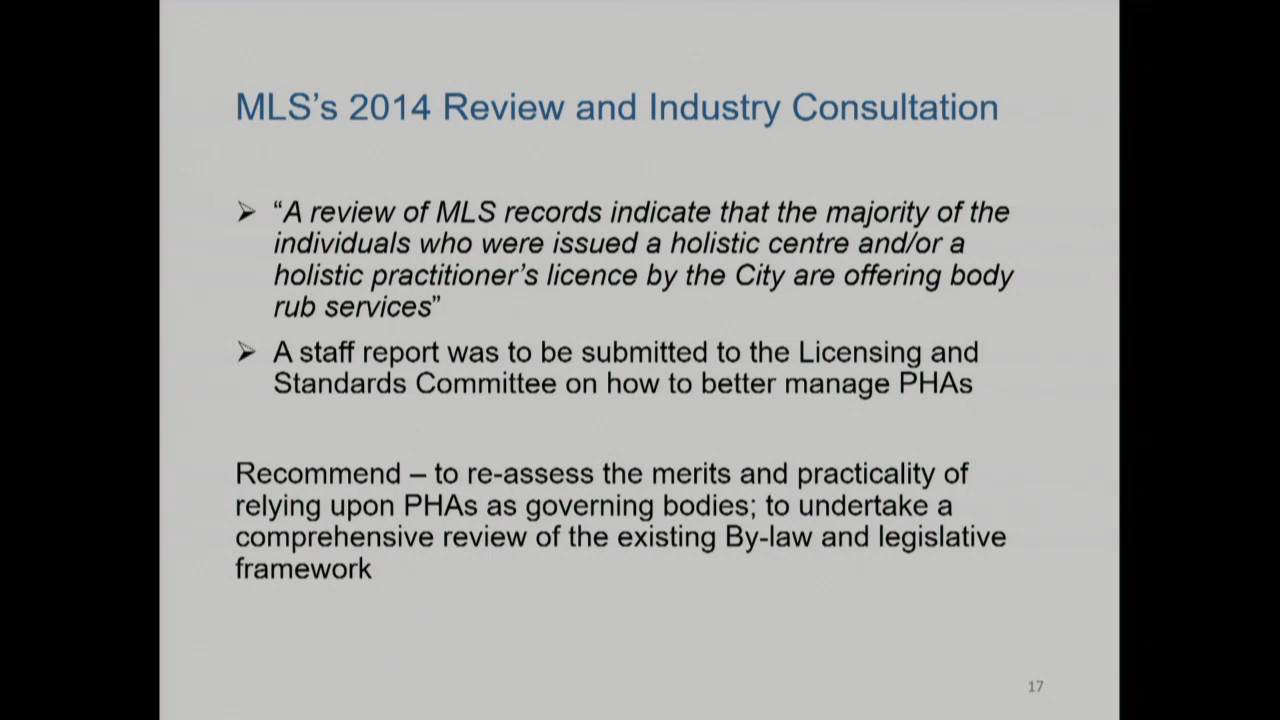 MLS's 2014 Review and Industry Consultation
➢ “A review of MLS records indicate that the majority of the
individuals who were issued a holistic centre and/or a
holistic practitioner’s licence by the City are offering body
rub services”
➢ A staff report was to be submitted to the Licensing and
Standards Committee on how to better manage PHAs
Recommend – to re-assess the merits and practicality of
relying upon PHAs as governing bodies; to undertake a
comprehensive review of the existing By-law and legislative
framework
17